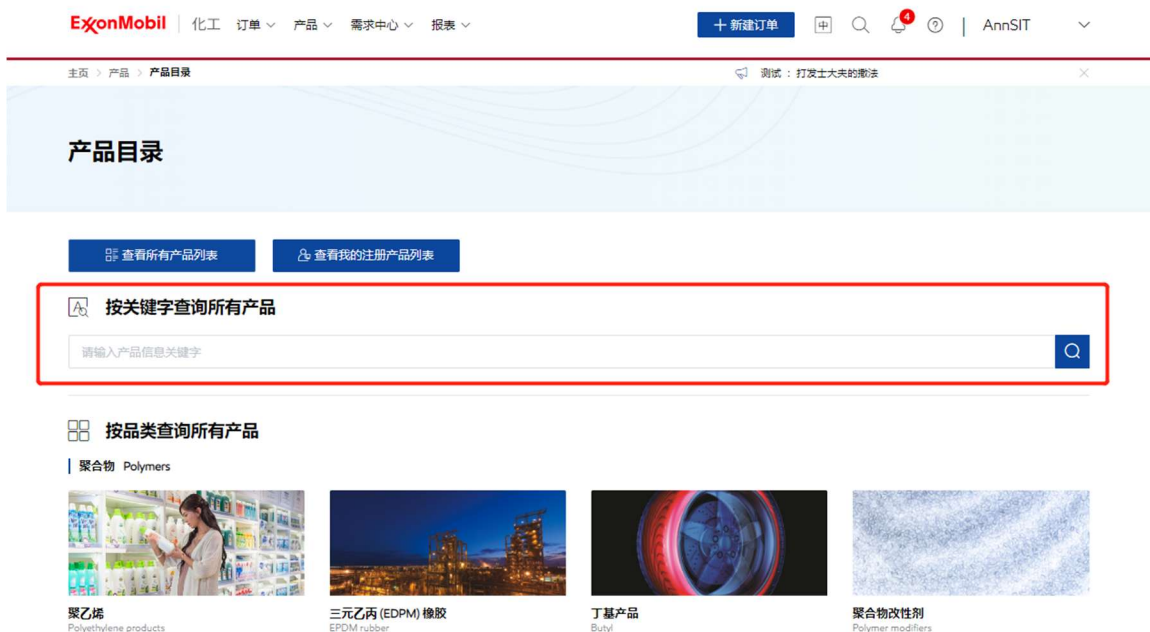 ExxonMobil 化工 订单 产品 需求中心 报表 新建订单 中 4 AnnSIT
主页 > 产品 > 产品目录 测试 : 打发士大夫的撒法
产品目录
查看所有产品列表 查看我的注册产品列表
按关键字查询所有产品
请输入产品信息关键字
按品类查询所有产品
聚合物 Polymers
聚乙烯 三元乙丙 (EDPM) 橡胶 丁基产品 聚合物改性剂
Polyethylene products EPDM rubber Butyl Polymer modifiers